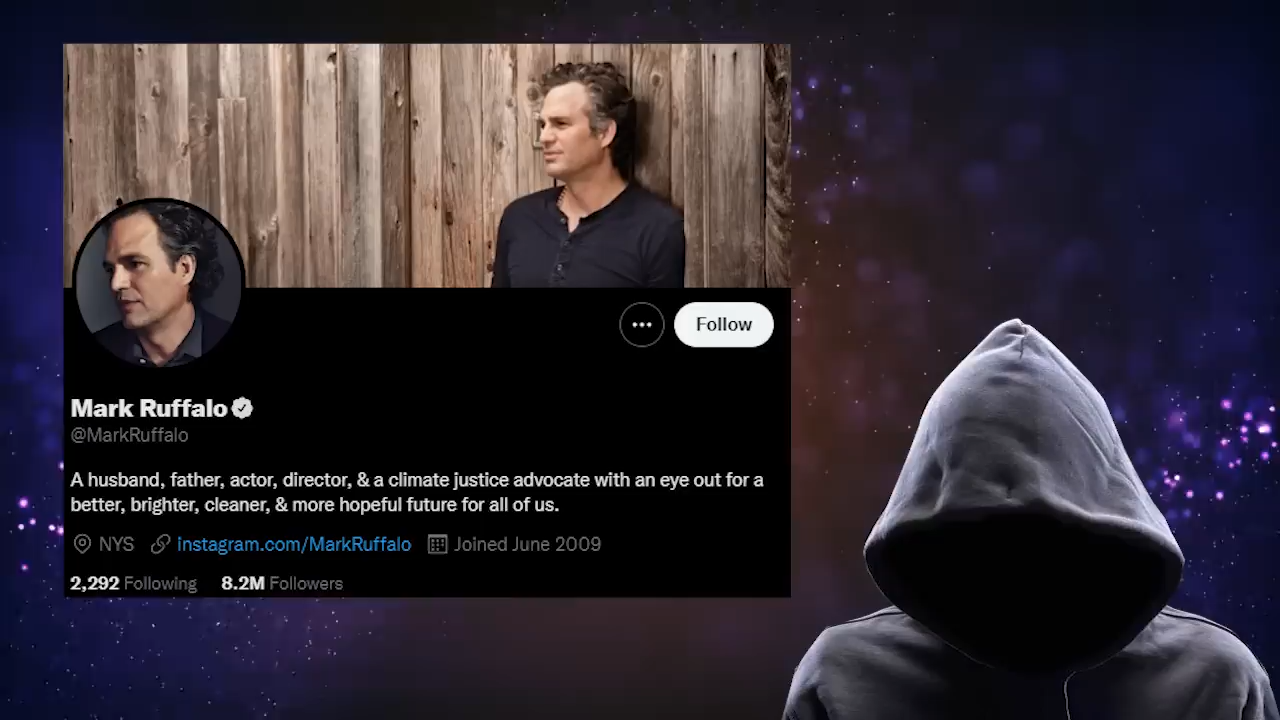 Follow
Mark Ruffalo
@MarkRuffalo
A husband, father, actor, director, & a climate justice advocate with an eye out for a
better, brighter, cleaner, & more hopeful future for all of us.
NYS instagram.com/MarkRuffalo Joined June 2009
2,292 Following 8.2M Followers